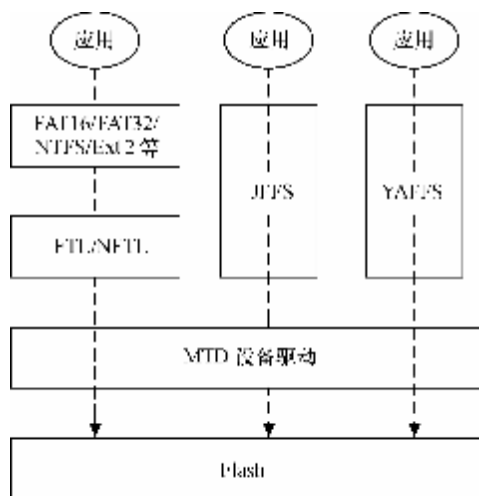 应用
应用
应用
FAT16/FAT32/
NTFS/Ext 2 等
JFFS
YAFFS
FTL/NFTL
MTD 设备驱动
Flash